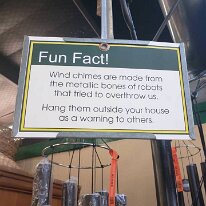 Fun Fact!
Wind chimes are made from
the metallic bones of robots
that tried to overthrow us.
Hang them outside your house
as a warning to others.